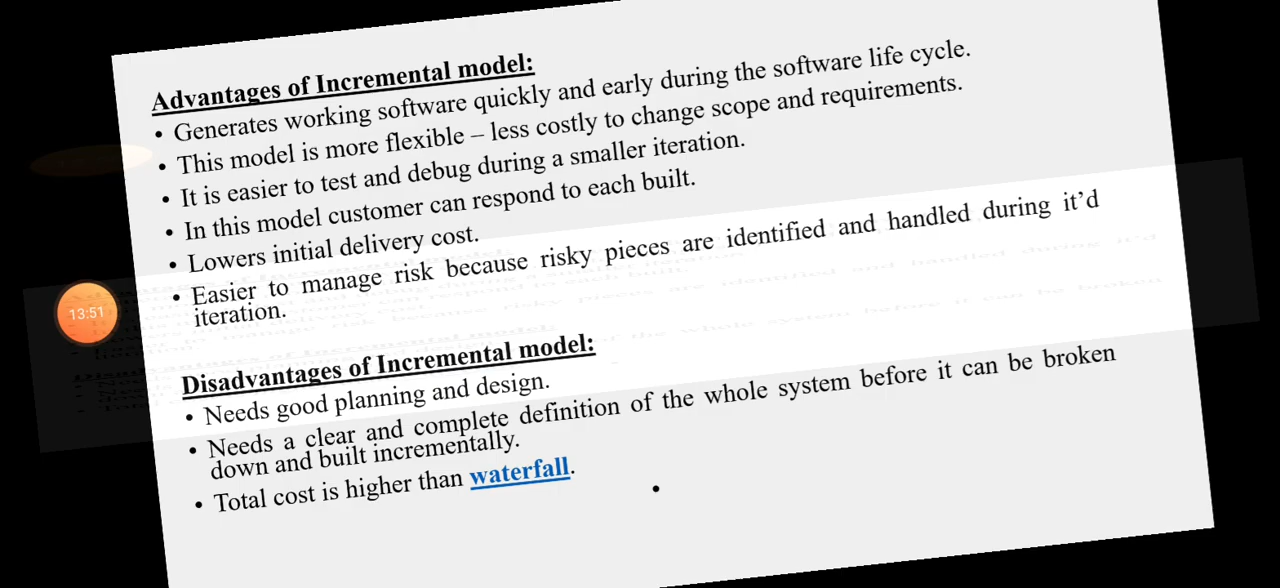 Advantages of Incremental model:
• Generates working software quickly and early during the software life cycle.
• This model is more flexible – less costly to change scope and requirements.
• It is easier to test and debug during a smaller iteration.
• In this model customer can respond to each built.
• Lowers initial delivery cost.
• Easier to manage risk because risky pieces are identified and handled during it’d
iteration.
13:51
Disadvantages of Incremental model:
• Needs good planning and design.
• Needs a clear and complete definition of the whole system before it can be broken
down and built incrementally.
• Total cost is higher than waterfall.